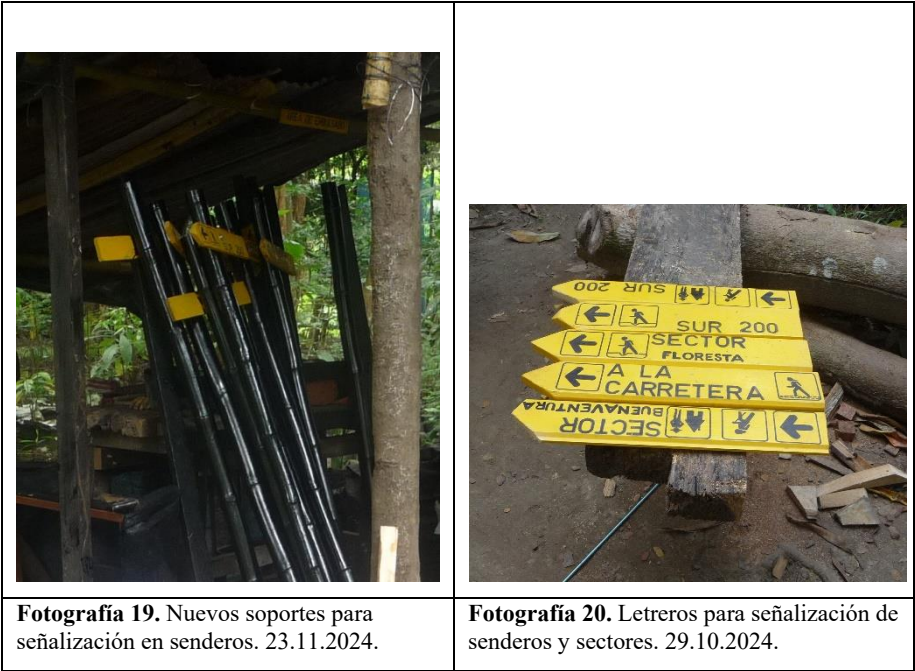 SUR 200
SUR 200
SECTOR
FLORESTA
A LA
CARRETERA
SECTOR
BUENAVENTURA
Fotografía 19. Nuevos soportes para
señalización en senderos. 23.11.2024.
Fotografía 20. Letreros para señalización de
senderos y sectores. 29.10.2024.